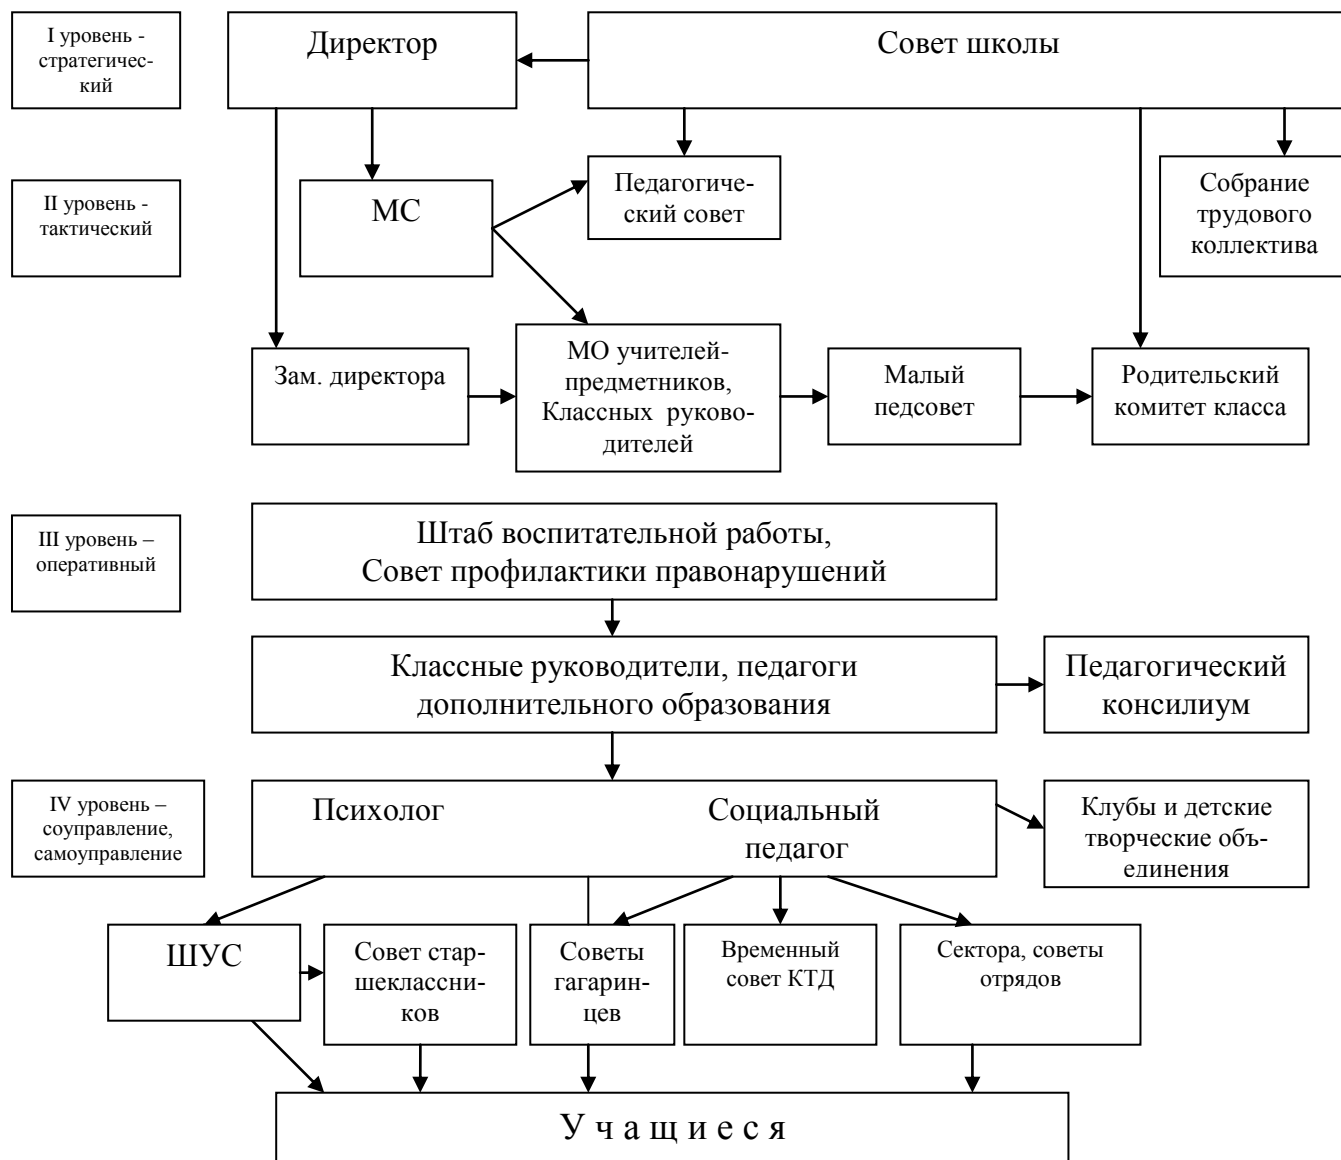 I уровень -
стратегичес-
кий
Директор
Совет школы
II уровень -
тактический
МС
Педагогиче-
ский совет
Собрание
трудового
коллектива
Зам. директора
МО учителей-
предметников,
Классных руково-
дителей
Малый
педсовет
Родительский
комитет класса
III уровень –
оперативный
Штаб воспитательной работы,
Совет профилактики правонарушений
Классные руководители, педагоги
дополнительного образования
Педагогический
консилиум
IV уровень –
соуправление,
самоуправление
Психолог
Социальный
педагог
Клубы и детские
творческие объ-
единения
ШУС
Совет стар-
шеклассни-
ков
Советы
гагарин-
цев
Временный
совет КТД
Сектора, советы
отрядов
У ч а щ и е с я